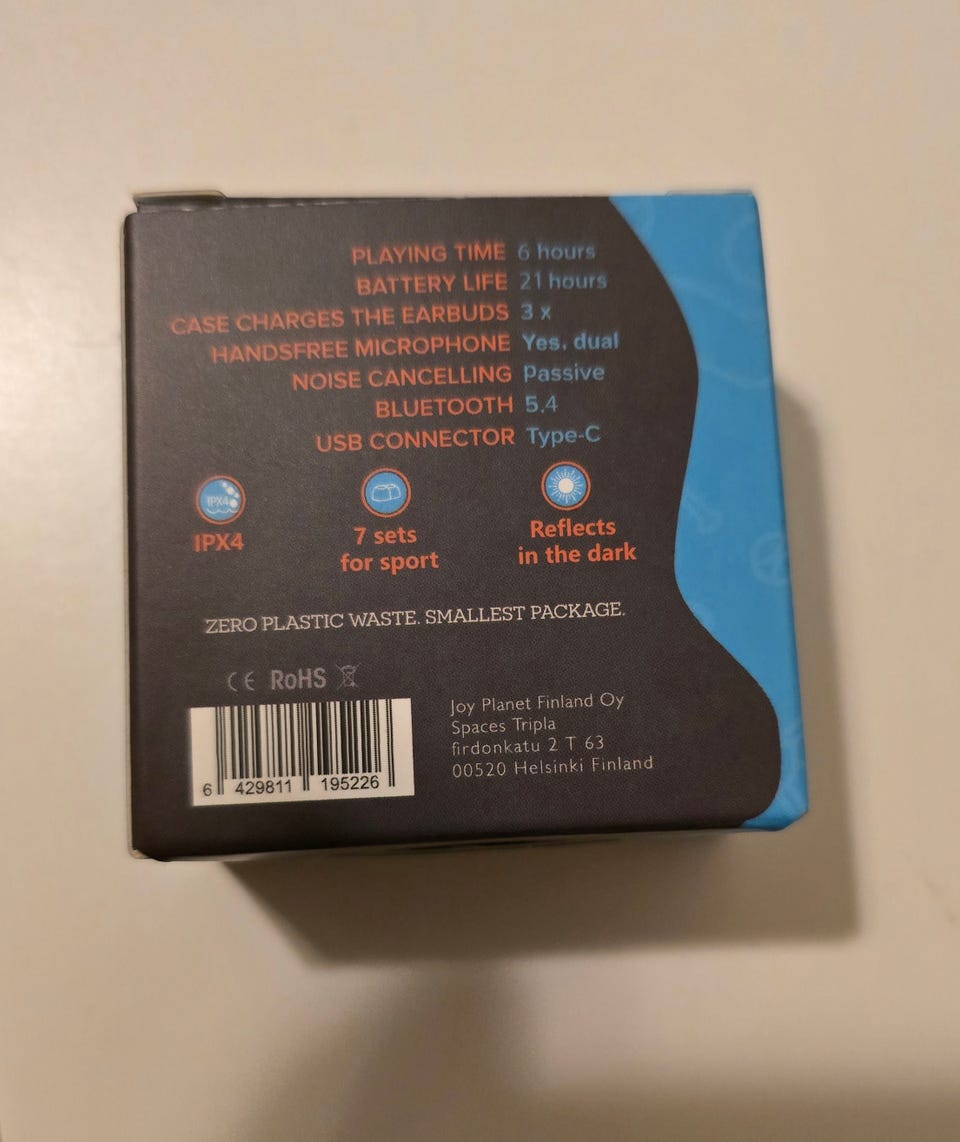 PLAYING TIME 6 hours
BATTERY LIFE 21 hours
CASE CHARGES THE EARBUDS 3 x
HANDSFREE MICROPHONE Yes, dual
NOISE CANCELLING Passive
BLUETOOTH 5.4
USB CONNECTOR Type-C
IPX4
IPX4
7 sets
for sport
Reflects
in the dark
ZERO PLASTIC WASTE. SMALLEST PACKAGE.
CE RoHS
Joy Planet Finland Oy
Spaces Tripla
firdonkatu 2 T 63
00520 Helsinki Finland
6 429811 195226